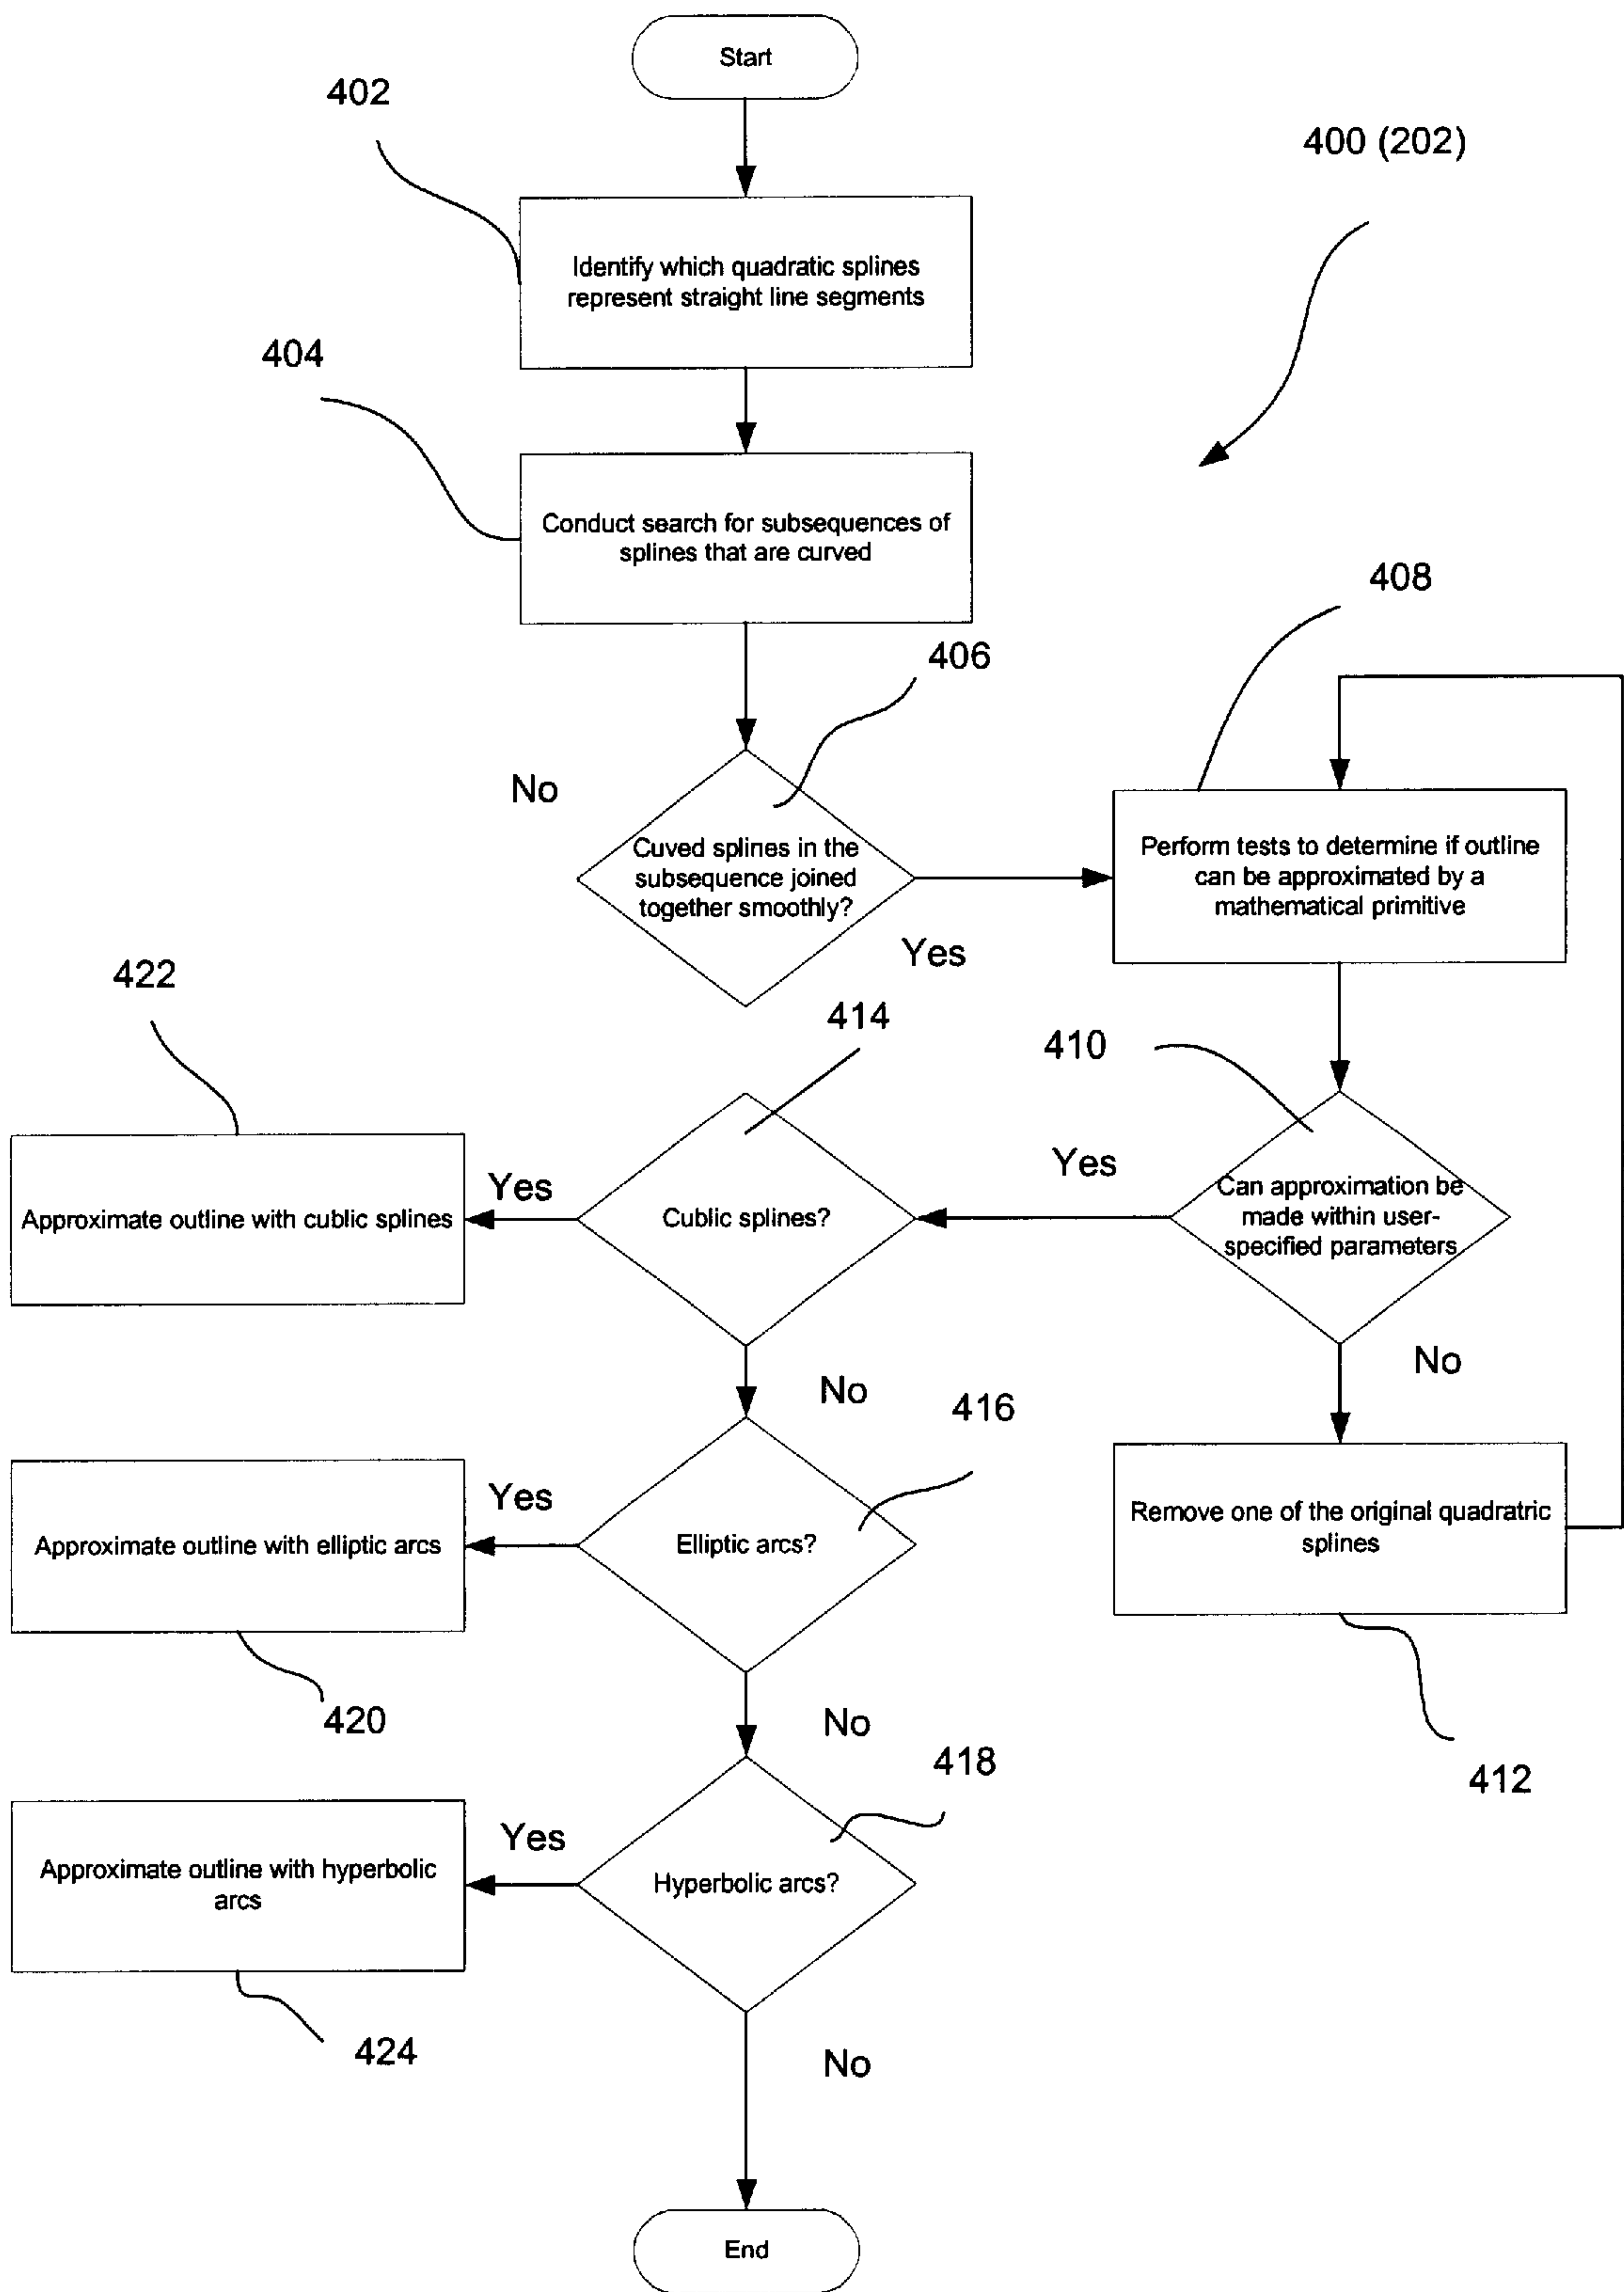 Start
402
400 (202)
Identify which quadratic splines
represent straight line segments
404
Conduct search for subsequences of
splines that are curved
408
406
No
Cuved splines in the
subsequence joined
together smoothly?
Perform tests to determine if outline
can be approximated by a
mathematical primitive
Yes
422
414
410
Yes
Can approximation be
made within user-
specified parameters
Yes
Approximate outline with cublic splines
Cublic splines?
No
No
416
Yes
Remove one of the original quadratric
splines
Approximate outline with elliptic arcs
Elliptic arcs?
420
No
418
412
Yes
Approximate outline with hyperbolic
arcs
Hyperbolic arcs?
424
No
End